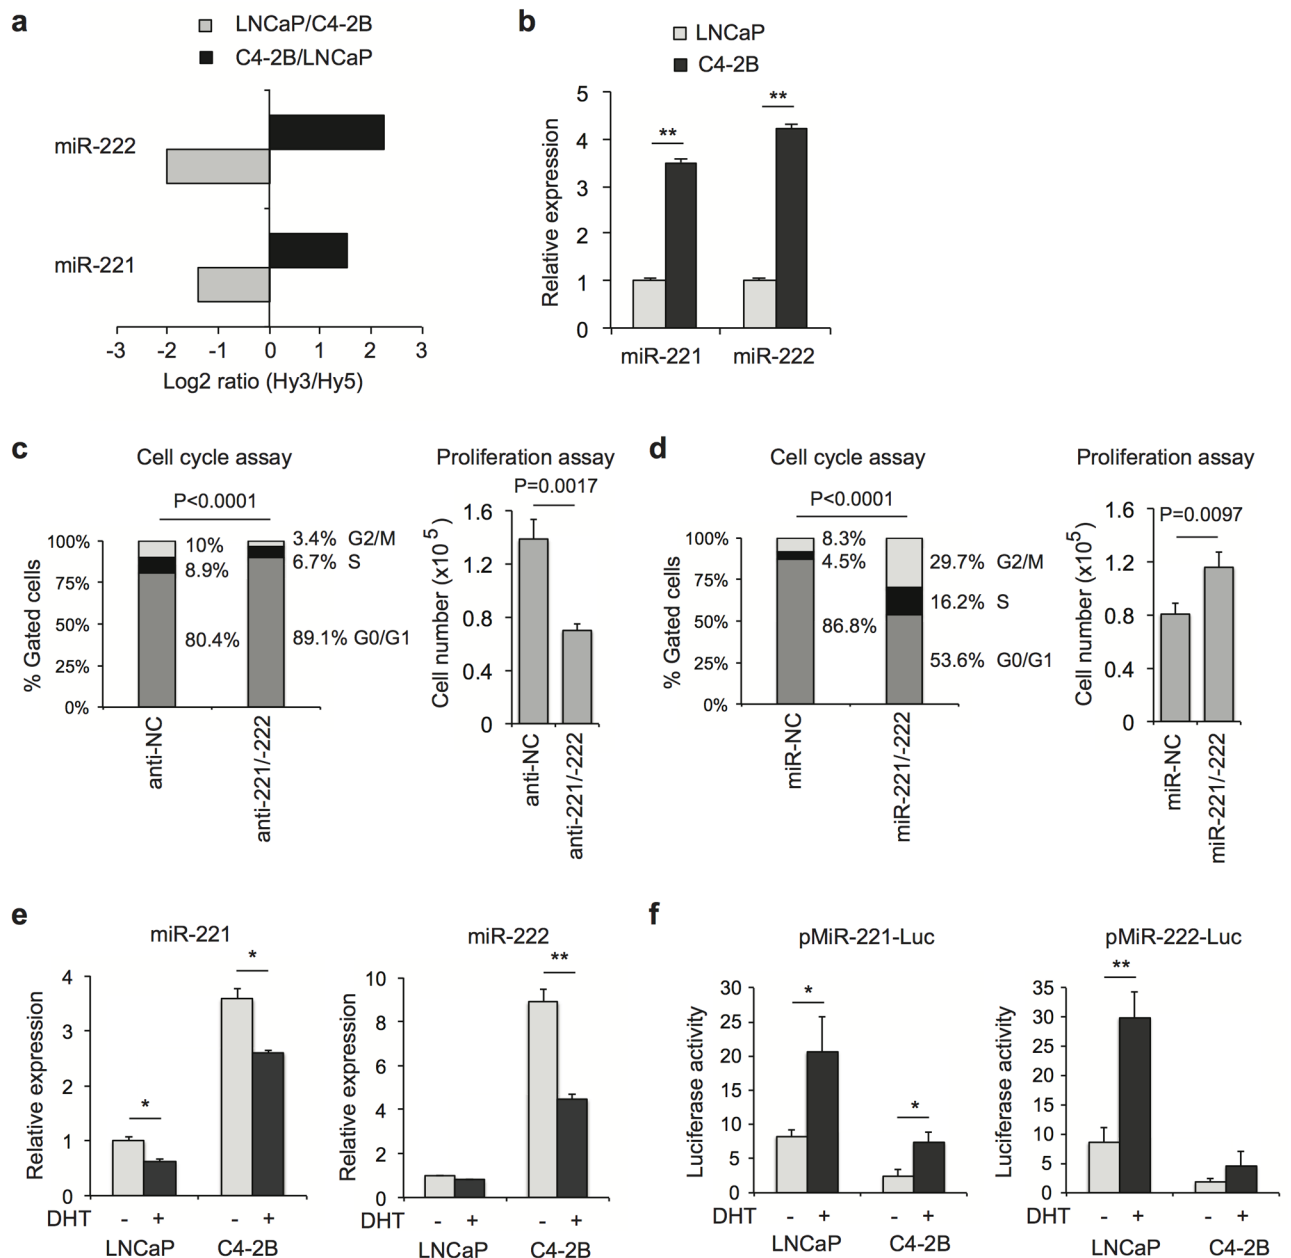 a
LNCaP/C4-2B
C4-2B/LNCaP
miR-222
miR-221
-3 -2 -1 0 1 2 3
Log2 ratio (Hy3/Hy5)
b
LNCaP
C4-2B
Relative expression
5
4
3
2
1
0
**
**
miR-221 miR-222
c
Cell cycle assay
P<0.0001
% Gated cells
100%
75%
50%
25%
0%
10%
8.9%
80.4%
3.4% G2/M
6.7% S
89.1% G0/G1
anti-NC
anti-221/-222
Proliferation assay
P=0.0017
Cell number (x10 5)
1.6
1.2
0.8
0.4
0
anti-NC
anti-221/-222
d
Cell cycle assay
P<0.0001
% Gated cells
100%
75%
50%
25%
0%
8.3%
4.5%
86.8%
29.7% G2/M
16.2% S
53.6% G0/G1
miR-NC
miR-221/-222
Proliferation assay
P=0.0097
Cell number (x105)
1.6
1.2
0.8
0.4
0
miR-NC
miR-221/-222
e
miR-221
Relative expression
4
3
2
1
0
*
*
DHT - + - +
LNCaP C4-2B
miR-222
Relative expression
10
8
6
4
2
0
**
DHT - + - +
LNCaP C4-2B
f
pMiR-221-Luc
Luciferase activity
30
25
20
15
10
5
0
*
*
DHT - + - +
LNCaP C4-2B
pMiR-222-Luc
Luciferase activity
35
30
25
20
15
10
5
0
**
DHT - + - +
LNCaP C4-2B